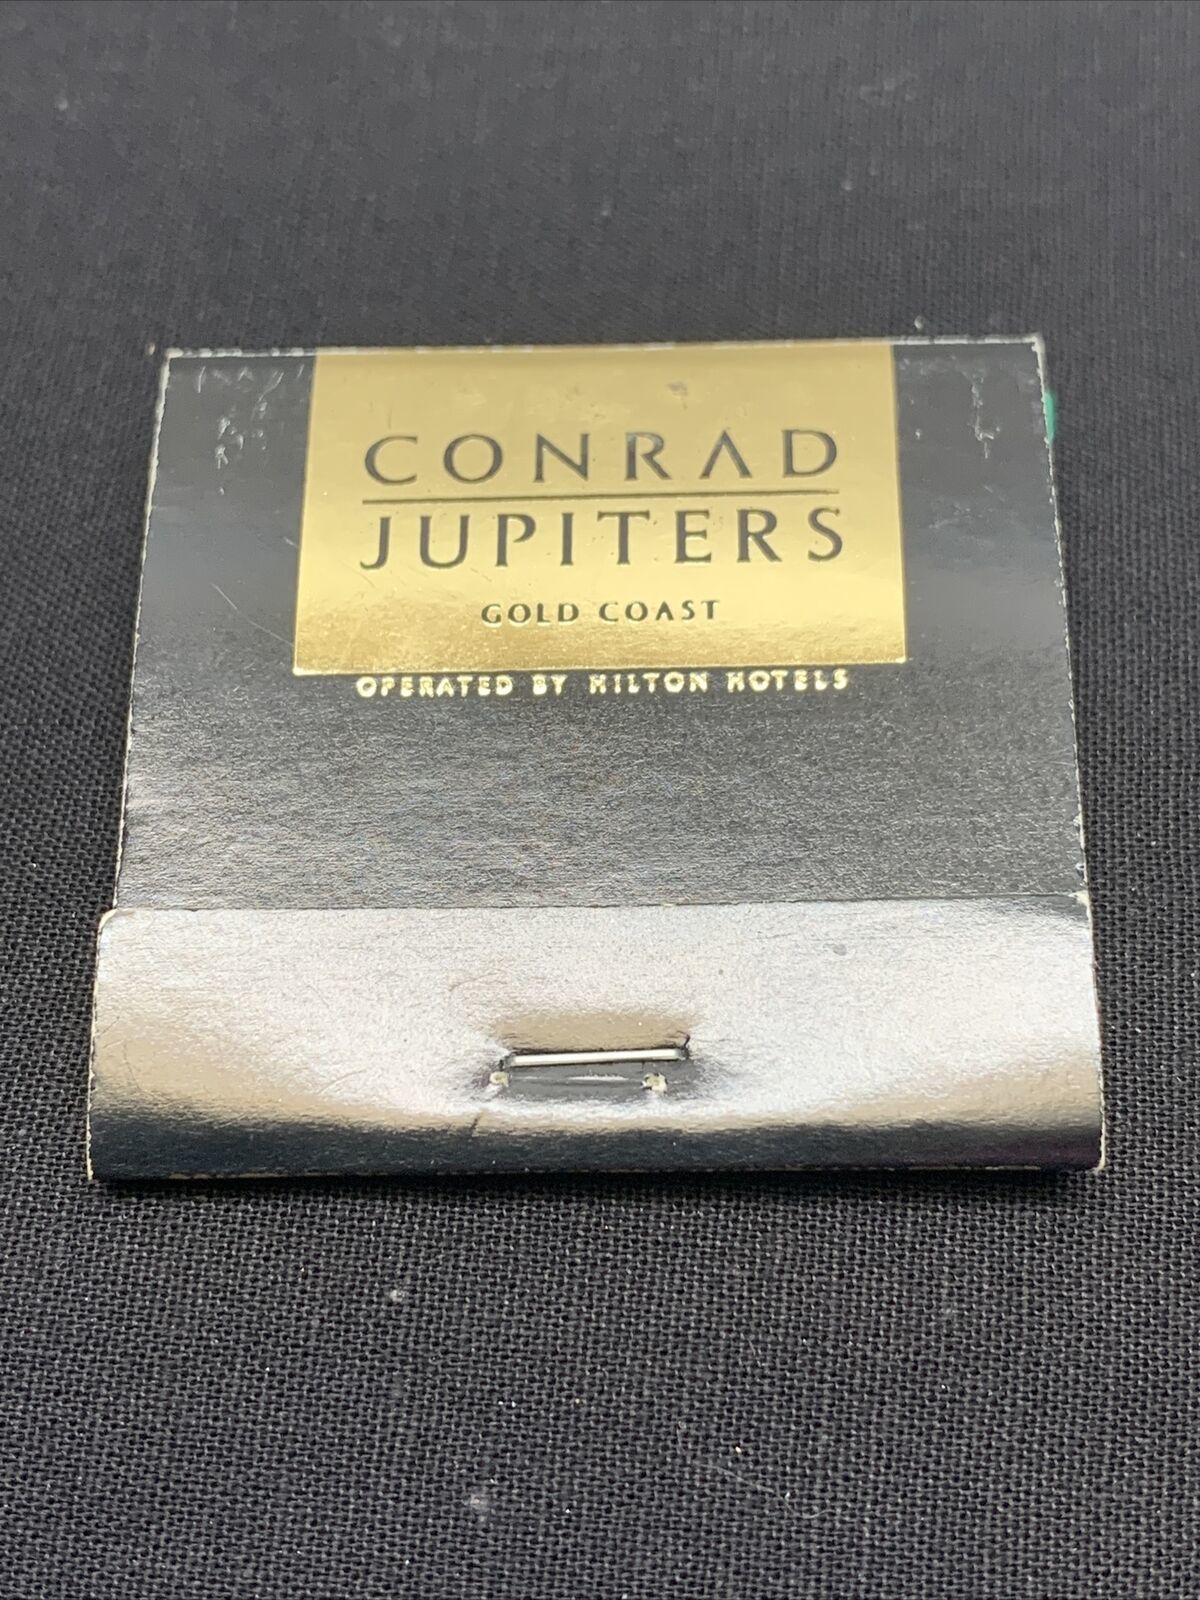 CONRAD
JUPITERS
GOLD COAST
OPERATED BY HILTON HOTELS